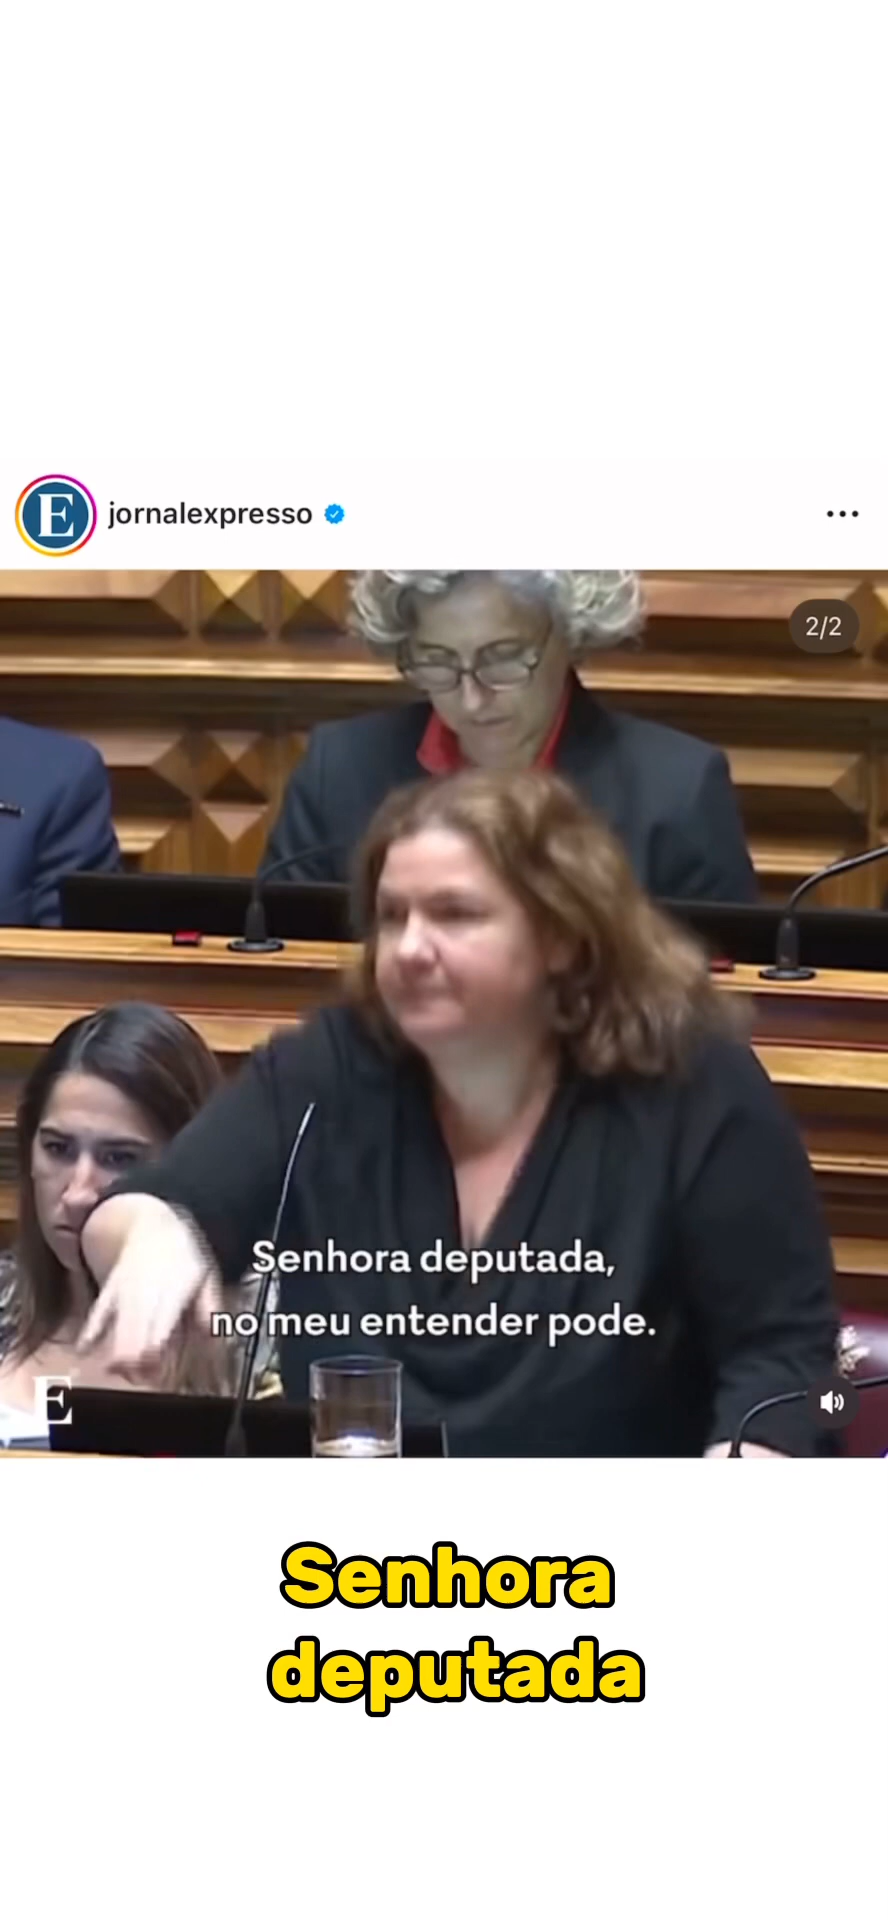 E jornalexpresso
2/2
Senhora deputada,
no meu entender pode.
E
Senhora
deputada